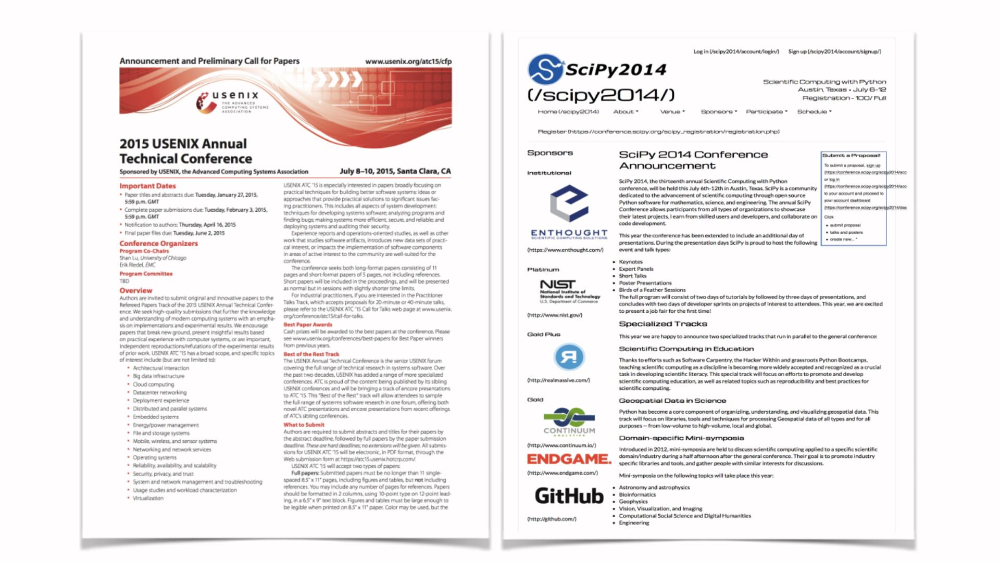 Announcement and Preliminary Call for Papers
www.usenix.org/atc15/cfp
usenix
THE ADVANCED
COMPUTING SYSTEMS
ASSOCIATION
2015 USENIX Annual
Technical Conference
Sponsored by USENIX, the Advanced Computing Systems Association
July 8–10, 2015, Santa Clara, CA
Important Dates
• Paper titles and abstracts due: Tuesday, January 27, 2015,
5:59 p.m. GMT
• Complete paper submissions due: Tuesday, February 3, 2015,
5:59 p.m. GMT
• Notification to authors: Thursday, April 16, 2015
• Final paper files due: Tuesday, June 2, 2015
Conference Organizers
Program Co-Chairs
Shan Lu, University of Chicago
Erik Riedel, EMC
Program Committee
TBD
Overview
Authors are invited to submit original and innovative papers to the
Refereed Papers Track of the 2015 USENIX Annual Technical Confer-
ence. We seek high-quality submissions that further the knowledge
and understanding of modern computing systems with an empha-
sis on implementations and experimental results. We encourage
papers that break new ground, present insightful results based
on practical experience with computer systems, or are important,
independent reproductions/refutations of the experimental results
of prior work. USENIX ATC '15 has a broad scope, and specific topics
of interest include (but are not limited to):
• Architectural interaction
• Big data infrastructure
• Cloud computing
• Datacenter networking
• Deployment experience
• Distributed and parallel systems
• Embedded systems
• Energy/power management
• File and storage systems
• Mobile, wireless, and sensor systems
• Networking and network services
• Operating systems
• Reliability, availability, and scalability
• Security, privacy, and trust
• System and network management and troubleshooting
• Usage studies and workload characterization
• Virtualization
USENIX ATC '15 is especially interested in papers broadly focusing on
practical techniques for building better software systems: ideas or
approaches that provide practical solutions to significant issues fac-
ing practitioners. This includes all aspects of system development;
techniques for developing systems software; analyzing programs and
finding bugs; making systems more efficient, secure, and reliable; and
deploying systems and auditing their security.
Experience reports and operations-oriented studies, as well as other
work that studies software artifacts, introduces new data sets of practi-
cal interest, or impacts the implementation of software components
in areas of active interest to the community are well-suited for the
conference.
The conference seeks both long-format papers consisting of 11
pages and short-format papers of 5 pages, not including references.
Short papers will be included in the proceedings, and will be presented
as normal but in sessions with slightly shorter time limits.
For industrial practitioners, if you are interested in the Practitioner
Talks Track, which accepts proposals for 20-minute or 40-minute talks,
please refer to the USENIX ATC '15 Call for Talks web page at www.usenix.
org/conference/atc15/call-for-talks.
Best Paper Awards
Cash prizes will be awarded to the best papers at the conference. Please
see www.usenix.org/conferences/best-papers for Best Paper winners
from previous years.
Best of the Rest Track
The USENIX Annual Technical Conference is the senior USENIX forum
covering the full range of technical research in systems software. Over
the past two decades, USENIX has added a range of more specialized
conferences. ATC is proud of the content being published by its sibling
USENIX conferences and will be bringing a track of encore presentations
to ATC '15. This "Best of the Rest" track will allow attendees to sample
the full range of systerms software research in one forum, offering both
novel ATC presentations and encore presentations from recent offerings
of ATC's sibling conferences.
What to Submit
Authors are required to submit abstracts and titles for their papers by
the abstract deadline, followed by full papers by the paper submission
deadline. These are hard deadlines; no extensions will be given. All submis-
sions for USENIX ATC '15 will be electronic, in PDF format, through the
Web submission form at https://atc15.usenix.hotcrp.com/.
USENIX ATC '15 will accept two types of papers:
Full papers: Submitted papers must be no longer than 11 single-
spaced 8.5" x 11" pages, including figures and tables, but not including
references. You may include any number of pages for references. Papers
should be formatted in 2 columns, using 10-point type on 12-point lead-
ing, in a 6.5" x 9" text block. Figures and tables must be large enough to
be legible when printed on 8.5" x 11" paper. Color may be used, but the
Log in (/scipy2014/account/login/) Sign up (/scipy2014/account/signup/)
SciPy2014
(/scipy2014/)
Scientific Computing with Python
Austin, Texas • July 6-12
Registration - 100/ Full
Home (/scipy2014) About Venue Sponsors Participate Schedule
Register (https://conference.scipy.org/scipy_registration/registration.php)
Sponsors
Institutional
ENTHOUGHT
SCIENTIFIC COMPUTING SOLUTIONS
(https://www.enthought.com/)
Platinum
NIST
National Institute of
Standards and Technology
U.S. Department of Commerce
(http://www.nist.gov/)
Gold Plus
R!
(http://realmassive.com/)
Gold
CONTINUUM
ANALYTICS
(http://www.continuum.io/)
ENDGAME.
(http://www.endgame.com/)
GitHub
(http://github.com/)
SciPy 2014 Conference
Announcement
SciPy 2014, the thirteenth annual Scientific Computing with Python
conference, will be held this July 6th-12th in Austin, Texas. SciPy is a community
dedicated to the advancement of scientific computing through open source
Python software for mathematics, science, and engineering. The annual SciPy
Conference allows participants from all types of organizations to showcase
their latest projects, l earn from skilled users and developers, and collaborate on
code development.
This year the conference has been extended to include an additional day of
presentations. During the presentation days SciPy is proud to host the following
event and talk types:
• Keynotes
• Expert Panels
• Short Talks
• Poster Presentations
• Birds of a Feather Sessions
The full program will consist of two days of tutorials by followed by three days of presentations, and
concludes with two days of developer sprints on projects of interest to attendees. This year, we are excited
to present a job fair for the first time!
Specialized Tracks
This year we are happy to announce two specialized tracks that run in parallel to the general conference:
Scientific Computing in Education
Thanks to efforts such as Software Carpentry, the Hacker Within and grassroots Python Bootcamps,
teaching scientific computing as a discipline is becoming more widely accepted and recognized as a crucial
task in developing scientific literacy. This special track will focus on efforts to promote and develop
scientific computing education, as well as related topics such as reproducibility and best practices for
scientific computing.
Geospatial Data in Science
Python has become a core component of organiziing, understanding, and visualizing geospatial data. This
track will focus on libraries, tools and techniques for processing Geospatial data of all types and for all
purposes -- from low-volume to high-volume, local and global.
Domain-specific Mini-symposia
Introduced in 2012, mini-symposia are held to discuss scientific computing applied to a specific scientific
domain/industry during a half afternoon after the general conference. Their goal is to promote industry
specific libraries and tools, and gather people with similar interests for discussions.
Mini-symposia on the following topics will take place this year:
• Astronomy and astrophysics
• Bioinformatics
• Geophysics
• Vision, Visualization, and Imaging
• Computational Social Science and Digital Humanities
• Engineering
Submit a Proposal!
To submit a proposal, sign up
(https://conference.scipy.org/scipy2014/acc
or log in
(https://conference.scipy.org/scipy2014/acc
to your account and proceed to
your account dashboard
(https://conference.scipy.org/scipy2014/das
Click
• submit proposal
• talks and posters
• create new... "